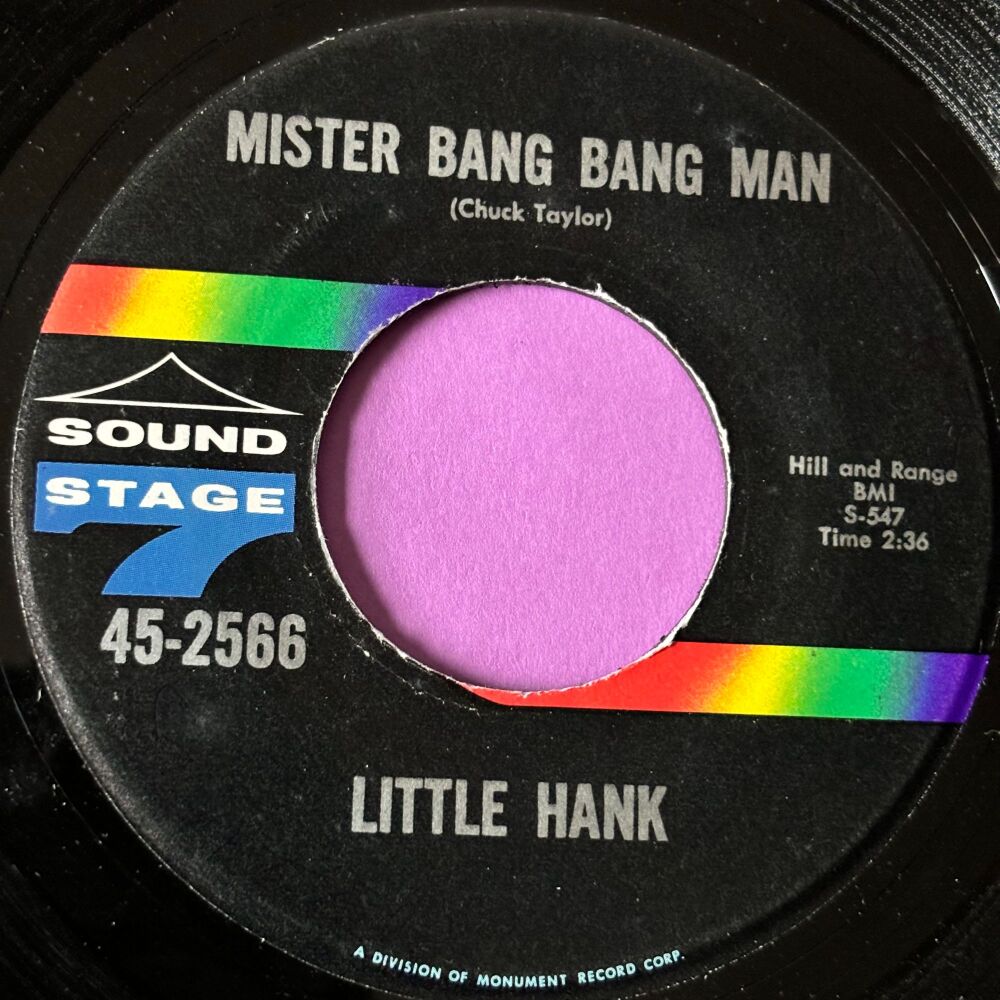 MISTER BANG BANG MAN
(Chuck Taylor)
SOUND
STAGE
7
45-2566
Hill and Range
BMI
S-547
Time 2:36
LITTLE HANK
A DIVISION OF MONUMENT RECORD CORP.